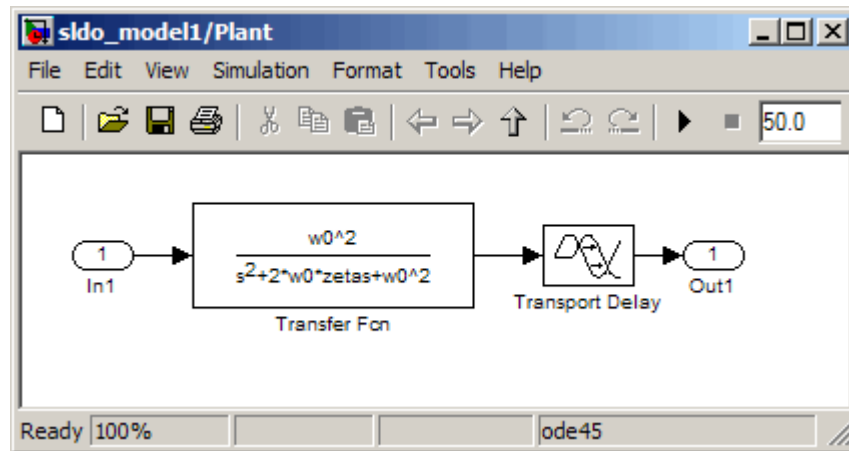 sldo_model1/Plant
File Edit View Simulation Format Tools Help
50.0
1
In1
w0^2
s2+2*w0*zetas+w0^2
Transfer Fcn
Transport Delay
1
Out1
Ready 100% ode45